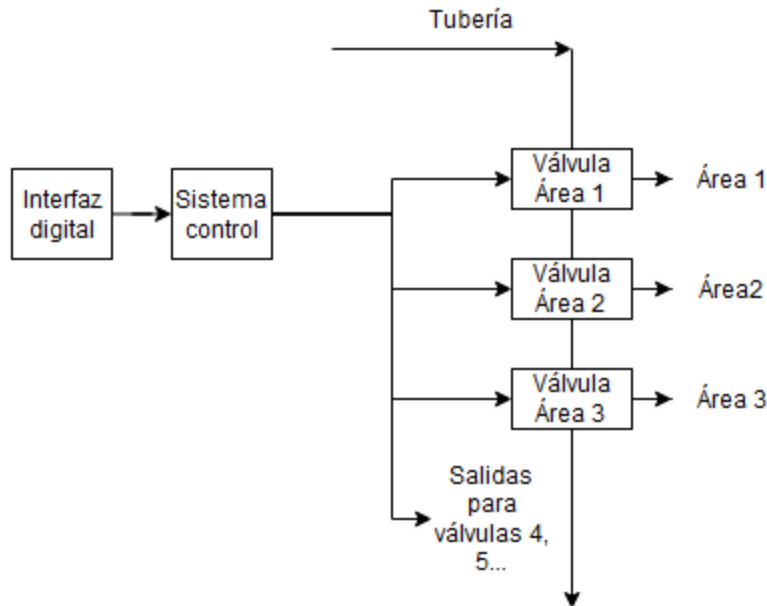 Tubería
Interfaz
digital
Sistema
control
Válvula
Área 1
Área 1
Válvula
Área 2
Área2
Válvula
Área 3
Área 3
Salidas
para
válvulas 4,
5...